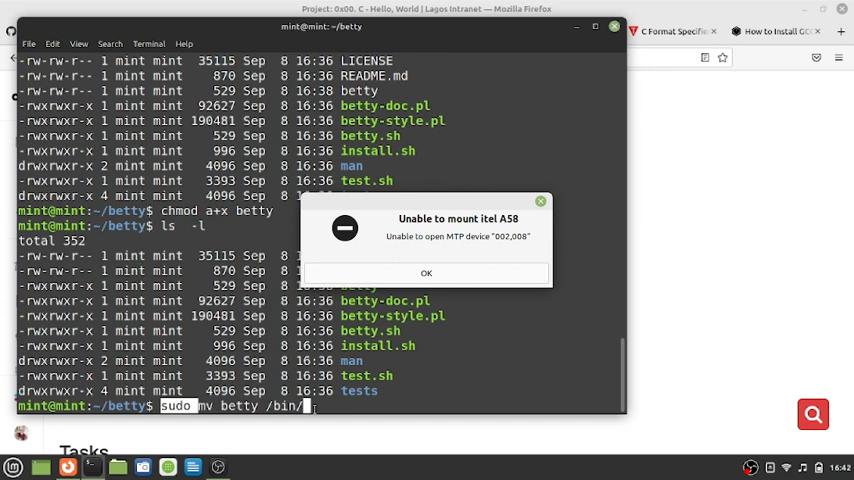 Project: 0x00. C - Hello, World | Lagos Intranet — Mozilla Firefox
mint@mint: ~/betty
C Format Specifie
How to Install GC
File Edit View Search Terminal Help
-rw-rw-r-- 1 mint mint 35115 Sep 8 16:36 LICENSE
-rw-rw-r-- 1 mint mint 870 Sep 8 16:36 README.md
-rw-rw-r-- 1 mint mint 529 Sep 8 16:38 betty
-rwxrwxr-x 1 mint mint 92627 Sep 8 16:36 betty-doc.pl
-rwxrwxr-x 1 mint mint 190481 Sep 8 16:36 betty-style.pl
-rwxrwxr-x 1 mint mint 529 Sep 8 16:36 betty.sh
-rwxrwxr-x 1 mint mint 996 Sep 8 16:36 install.sh
drwxrwxr-x 2 mint mint 4096 Sep 8 16:36 man
-rwxrwxr-x 1 mint mint 3393 Sep 8 16:36 test.sh
drwxrwxr-x 4 mint mint 4096 Sep 8 16:36
mint@mint:~/betty$ chmod a+x betty
mint@mint:~/betty$ ls -l
total 352
-rw-rw-r-- 1 mint mint 35115 Sep 8 16:36
-rw-rw-r-- 1 mint mint 870 Sep 8 16:36
-rwxrwxr-x 1 mint mint 529 Sep 8 16:3
-rwxrwxr-x 1 mint mint 92627 Sep 8 16:36 betty-doc.pl
-rwxrwxr-x 1 mint mint 190481 Sep 8 16:36 betty-style.pl
-rwxrwxr-x 1 mint mint 529 Sep 8 16:36 betty.sh
-rwxrwxr-x 1 mint mint 996 Sep 8 16:36 install.sh
drwxrwxr-x 2 mint mint 4096 Sep 8 16:36 man
-rwxrwxr-x 1 mint mint 3393 Sep 8 16:36 test.sh
drwxrwxr-x 4 mint mint 4096 Sep 8 16:36 tests
mint@mint:~/betty$ sudo mv betty /bin/
Unable to mount itel A58
Unable to open MTP device "002,008"
OK
Tasks
16:42